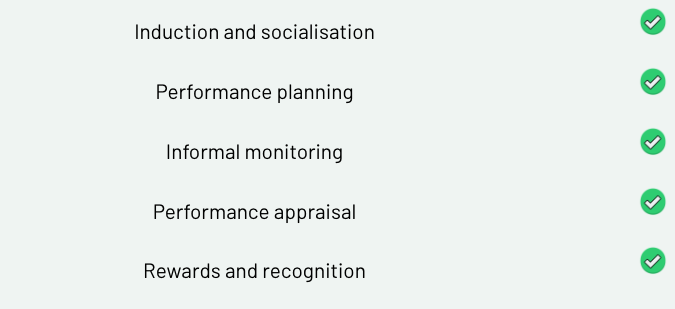 Induction and socialisation
Performance planning
Informal monitoring
Performance appraisal
Rewards and recognition